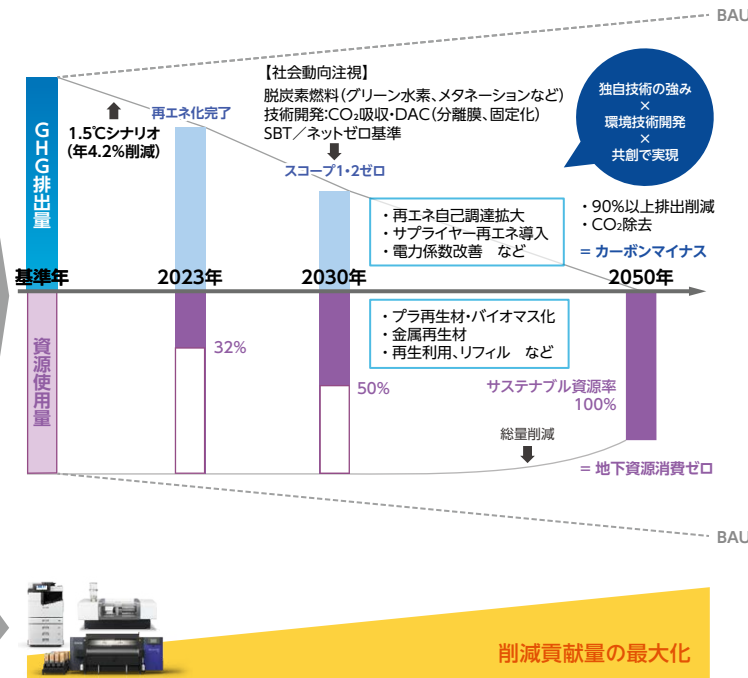 BAU
【社会動向注視】
脱炭素燃料(グリーン水素、メタネーションなど)
技術開発:CO₂吸収・DAC(分離膜、固定化)
SBT/ネットゼロ基準
独自技術の強み
×
環境技術開発
×
共創で実現
GHG排出量
1.5℃シナリオ
(年4.2%削減)
再エネ化完了
スコープ1・2ゼロ
・再エネ自己調達拡大
・サプライヤー再エネ導入
・電力係数改善 など
・90%以上排出削減
・CO₂除去
= カーボンマイナス
基準年
2023年
2030年
2050年
資源使用量
32%
50%
・プラ再生材・バイオマス化
・金属再生材
・再生利用、リフィル など
サステナブル資源率
100%
総量削減
= 地下資源消費ゼロ
BAU
削減貢献量の最大化